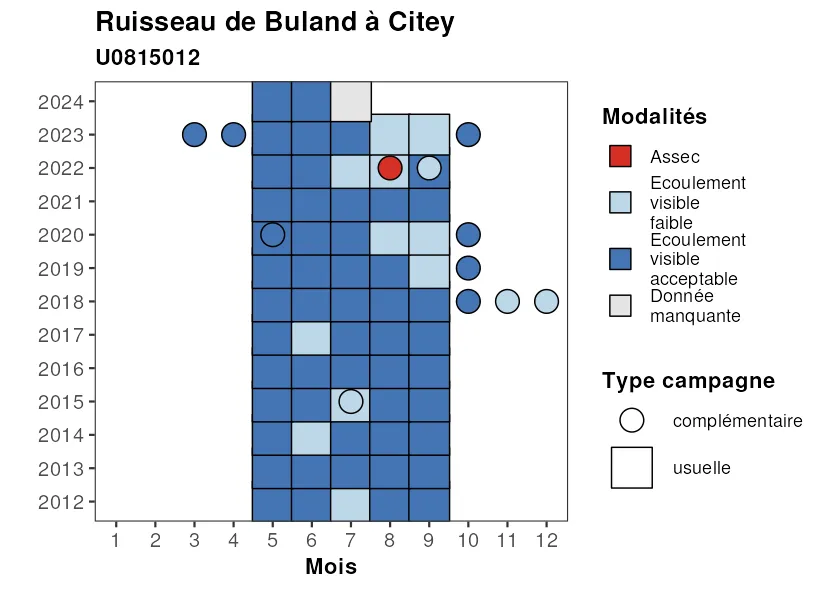 Ruisseau de Buland à Citey
U0815012
2024
2023
2022
2021
2020
2019
2018
2017
2016
2015
2014
2013
2012
1 2 3 4 5 6 7 8 9 10 11 12
Mois
Modalités
Assec
Ecoulement
visible
faible
Ecoulement
visible
acceptable
Donnée
manquante
Type campagne
complémentaire
usuelle